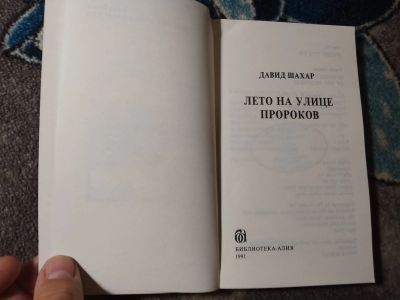 ДАВИД ШАХАР
ЛЕТО НА УЛИЦЕ
ПРОРОКОВ
БИБЛИОТЕКА-АЛИЯ
1991